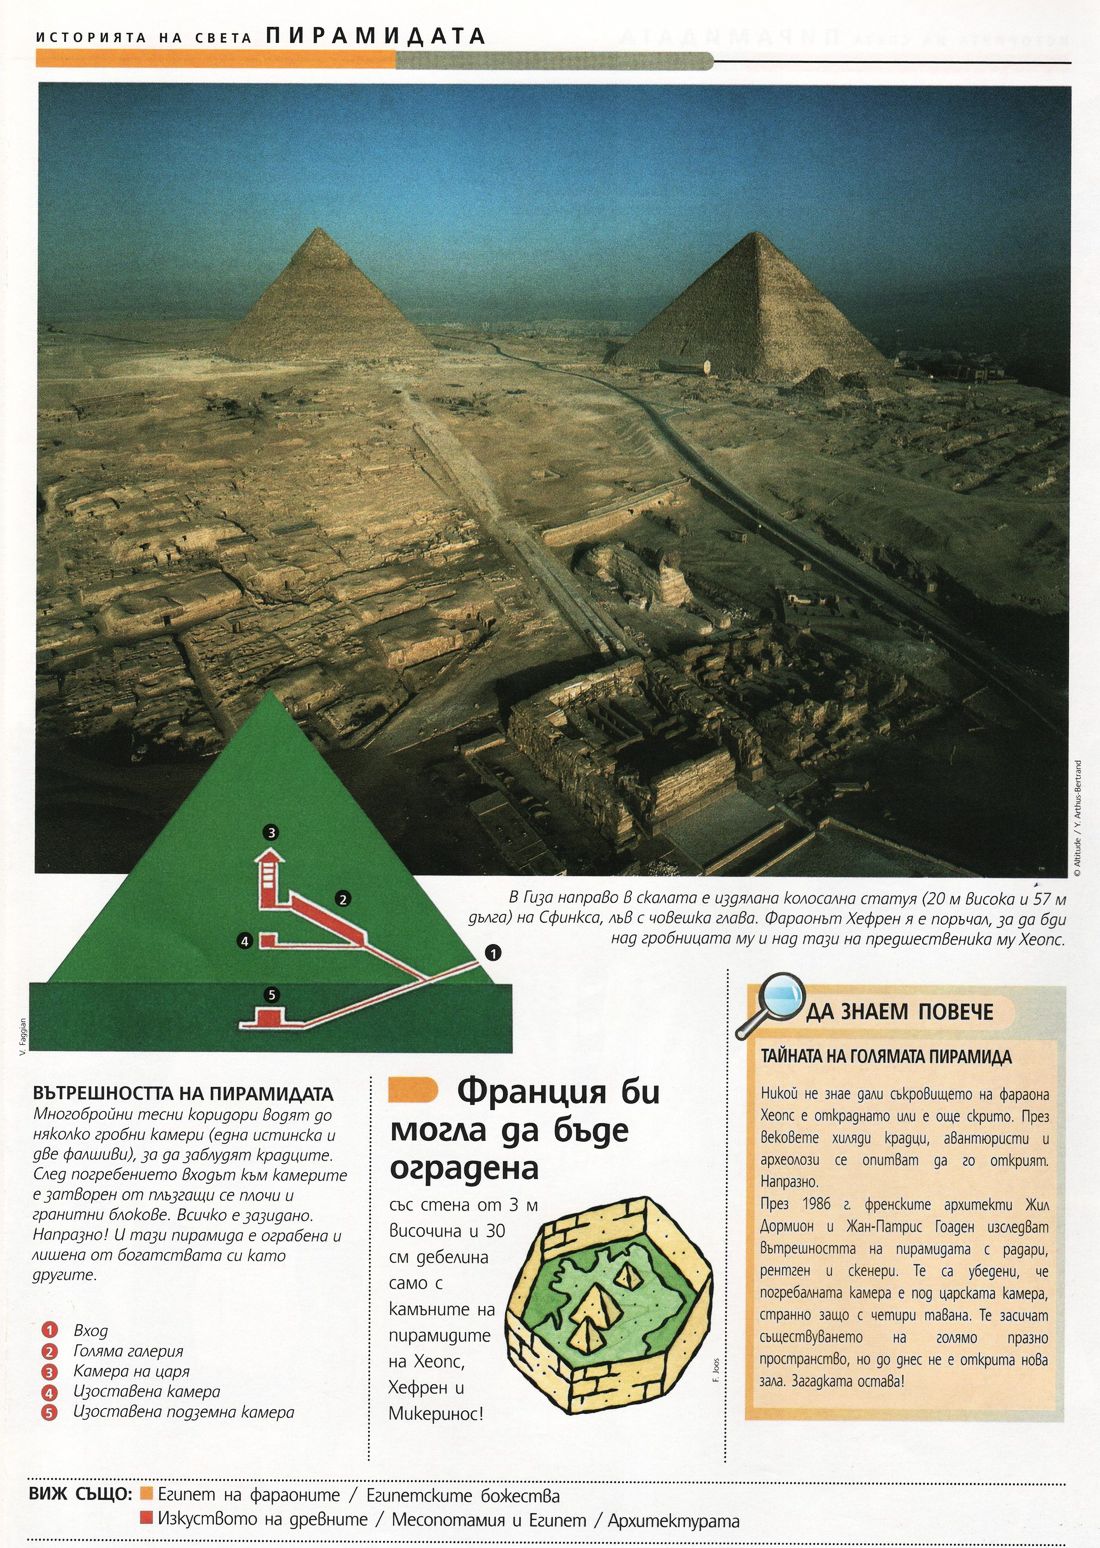 ИСТОРИЯТА НА СВЕТА ПИРАМИДАТА
© Altitude / Y. Arthus-Bertrand
3
2
4
1
5
V. Faggian
В Гиза направо в скалата е издялана колосална статуя (20 м висока и 57 м
дълга) на Сфинкса, лъв с човешка глава. Фараонът Хефрен я е поръчал, за да бди
над гробницата му и над тази на предшественика му Хеопс.
ВЪТРЕШНОСТТА НА ПИРАМИДАТА
Многобройни тесни коридори водят до
няколко гробни камери (една истинска и
две фалшиви), за да заблудят крадците.
След погребението входът към камерите
е затворен от плъзгащи се плочи и
гранитни блокове. Всичко е зазидано.
Напразно! И тази пирамида е ограбена и
лишена от богатствата си като
другите.
1 Вход
2 Голяма галерия
3 Камера на царя
4 Изоставена камера
5 Изоставена подземна камера
Франция би
могла да бъде
оградена
със стена от 3 м
височина и 30
см дебелина
само с
камъните на
пирамидите
на Хеопс,
Хефрен и
Микеринос!
F. Joos
ДА ЗНАЕМ ПОВЕЧЕ
ТАЙНАТА НА ГОЛЯМАТА ПИРАМИДА
Никой не знае дали съкровището на фараона
Хеопс е откраднато или е още скрито. През
вековете хиляди крадци, авантюристи и
археолози се опитват да го открият.
Напразно.
През 1986 г. френските архитекти Жил
Дормион и Жан-Патрис Гоаден изследват
вътрешността на пирамидата с радари,
рентген и скенери. Те са убедени, че
погребалната камера е под царската камера,
странно защо с четири тавана. Те засичат
съществуването на голямо празно
пространство, но до днес не е открита нова
зала. Загадката остава!
ВИЖ СЪЩО: Египет на фараоните / Египетските божества
Изкуството на древните / Месопотамия и Египет / Архитектурата